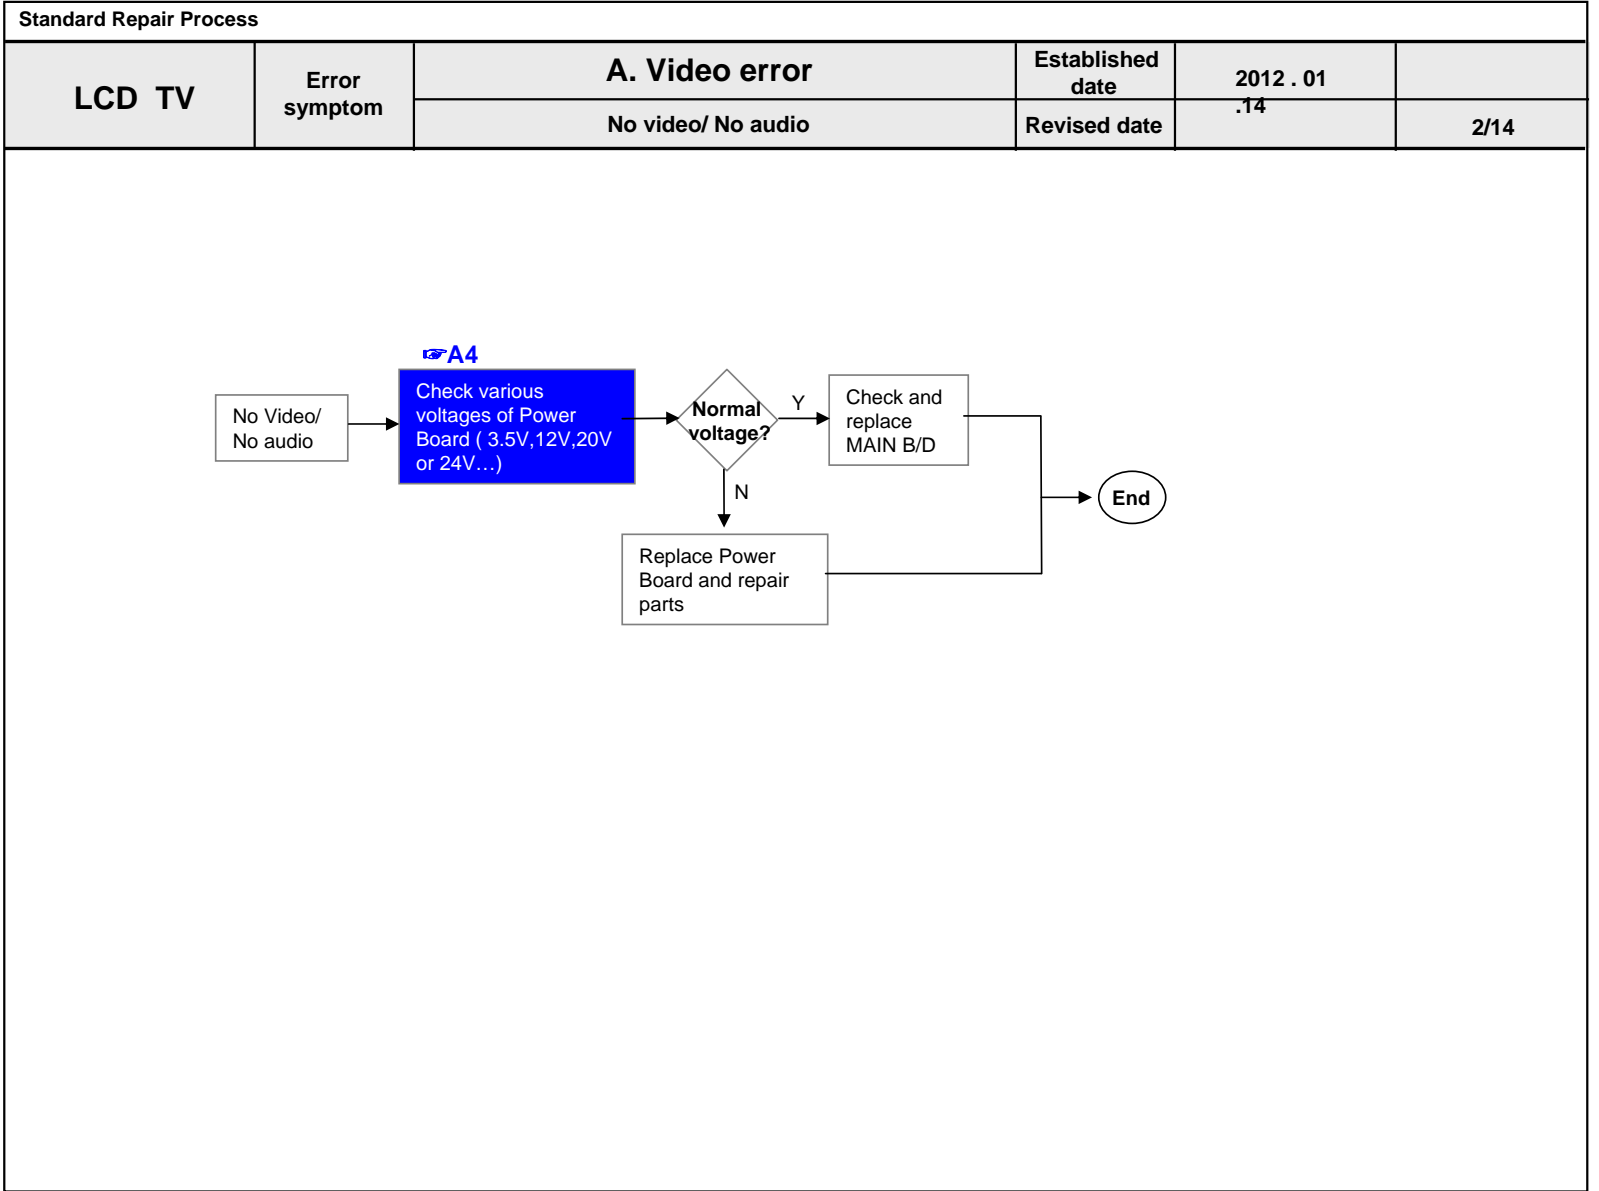 Standard Repair Process
LCD TV
Error
symptom
A. Video error
No video/ No audio
Established
date
2012 . 01
.14
Revised date
2/14
☞A4
No Video/
No audio
Check various
voltages of Power
Board ( 3.5V,12V,20V
or 24V…)
Normal
voltage?
Y
Check and
replace
MAIN B/D
N
End
Replace Power
Board and repair
parts